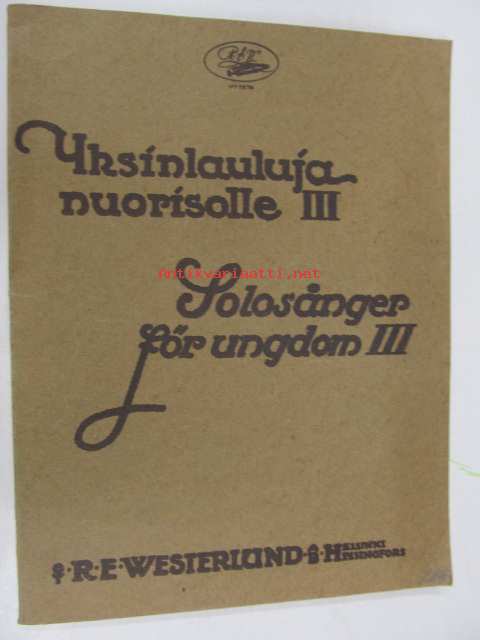 Yksinlauluja
nuorisolle III
antikvariaatti.net
Solosånger
för ungdom III
R·E·WESTERLUND· HELSINKI
HELSINGFORS